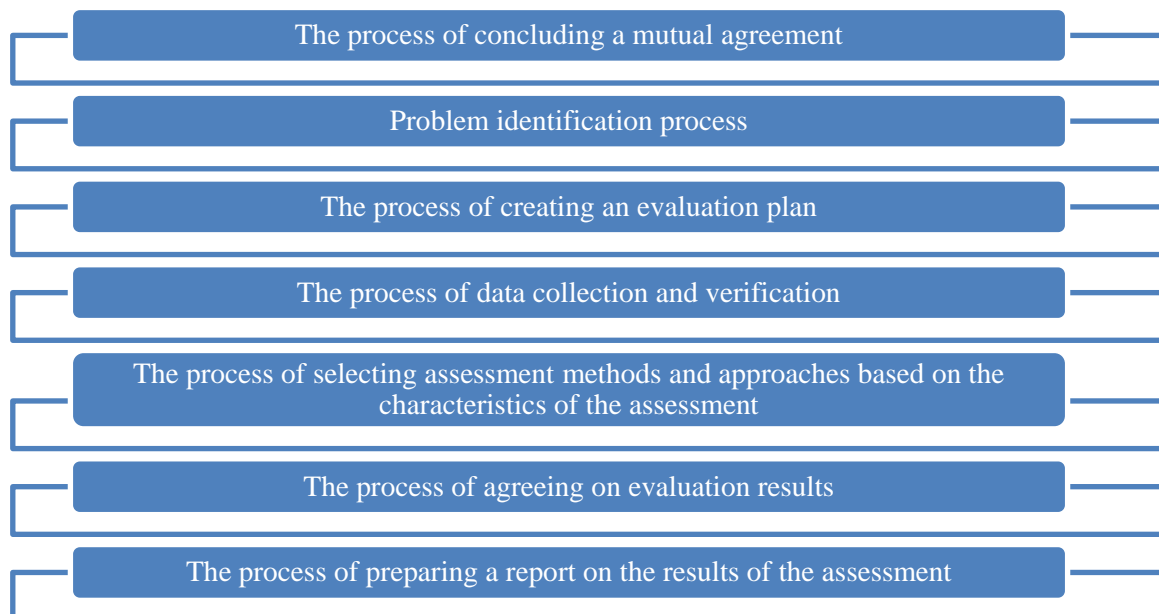 The process of concluding a mutual agreement
Problem identification process
The process of creating an evaluation plan
The process of data collection and verification
The process of selecting assessment methods and approaches based on the
characteristics of the assessment
The process of agreeing on evaluation results
The process of preparing a report on the results of the assessment